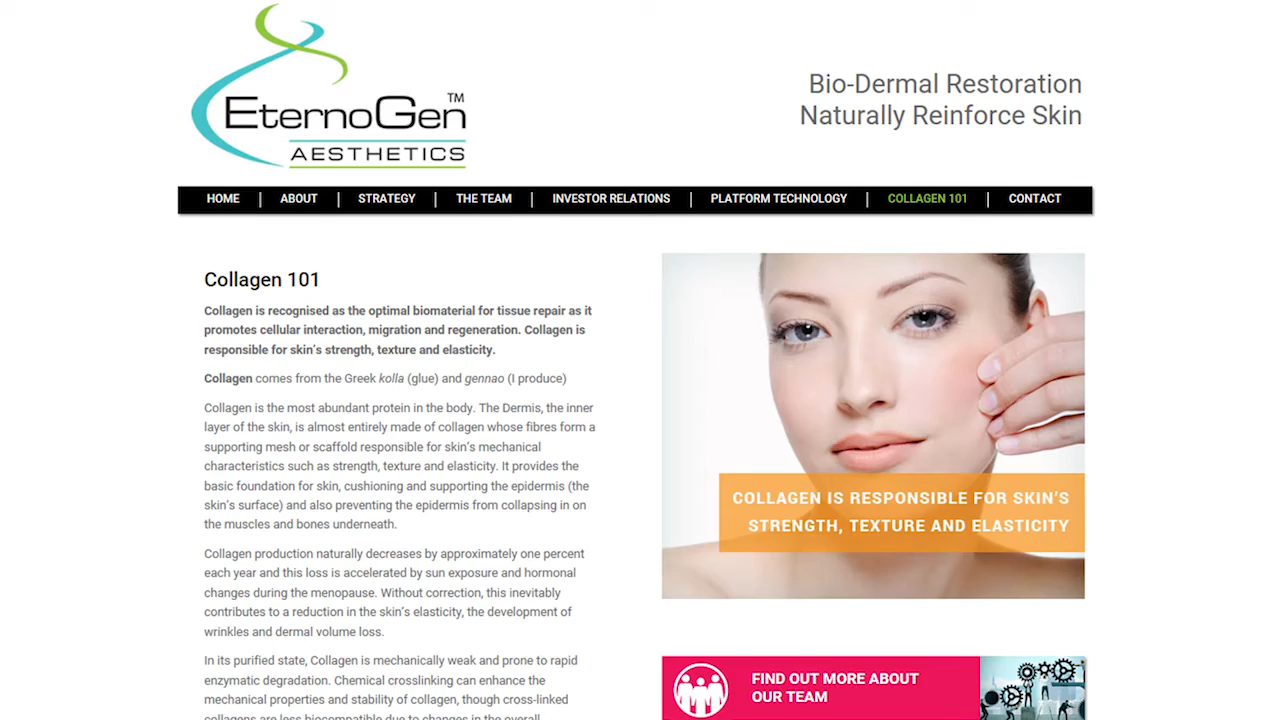 EternoGen™
AESTHETICS
Bio-Dermal Restoration
Naturally Reinforce Skin
HOME
ABOUT
STRATEGY
THE TEAM
INVESTOR RELATIONS
PLATFORM TECHNOLOGY
COLLAGEN 101
CONTACT
Collagen 101
Collagen is recognised as the optimal biomaterial for tissue repair as it
promotes cellular interaction, migration and regeneration. Collagen is
responsible for skin's strength, texture and elasticity.
Collagen comes from the Greek kolla (glue) and gennao (I produce)
Collagen is the most abundant protein in the body. The Dermis, the inner
layer of the skin, is almost entirely made of collagen whose fibres form a
supporting mesh or scaffold responsible for skin's mechanical
characteristics such as strength, texture and elasticity. It provides the
basic foundation for skin, cushioning and supporting the epidermis (the
skin's surface) and also preventing the epidermis from collapsing in on
the muscles and bones underneath.
Collagen production naturally decreases by approximately one percent
each year and this loss is accelerated by sun exposure and hormonal
changes during the menopause. Without correction, this inevitably
contributes to a reduction in the skin's elasticity, the development of
wrinkles and dermal volume loss.
In its purified state, Collagen is mechanically weak and prone to rapid
enzymatic degradation. Chemical crosslinking can enhance the
mechanical properties and stability of collagen, though cross-linked
collagens are less biocompatible due to changes in the overall
COLLAGEN IS RESPONSIBLE FOR SKIN'S
STRENGTH, TEXTURE AND ELASTICITY
FIND OUT MORE ABOUT
OUR TEAM